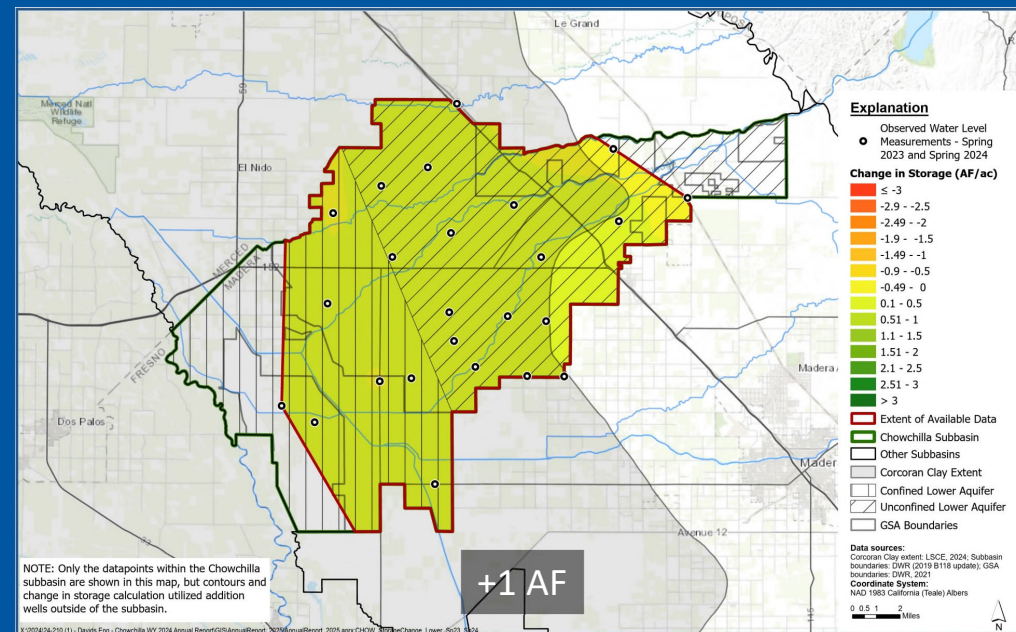 Le Grand
59
Merced Natl
Wildlife
Refuge
El Nido
MERCED
MADERA
152
FRESNO
Dos Palos
33
Avenue 12
Madera
Mader
145
+1 AF
NOTE: Only the datapoints within the Chowchilla
subbasin are shown in this map, but contours and
change in storage calculation utilized addition
wells outside of the subbasin.
Explanation
Observed Water Level
Measurements - Spring
2023 and Spring 2024
Change in Storage (AF/ac)
≤ -3
-2.9 - -2.5
-2.49 - -2
-1.9 - -1.5
-1.49 - -1
-0.9 - -0.5
-0.49 - 0
0.1 - 0.5
0.51 - 1
1.1 - 1.5
1.51 - 2
2.1 - 2.5
2.51 - 3
> 3
Extent of Available Data
Chowchilla Subbasin
Other Subbasins
Corcoran Clay Extent
Confined Lower Aquifer
Unconfined Lower Aquifer
GSA Boundaries
Data sources:
Corcoran Clay extent: LSCE, 2024; Subbasin
boundaries: DWR (2019 B118 update); GSA
boundaries: DWR, 2021
Coordinate System:
NAD 1983 California (Teale) Albers
0 0.5 1 2
Miles
N